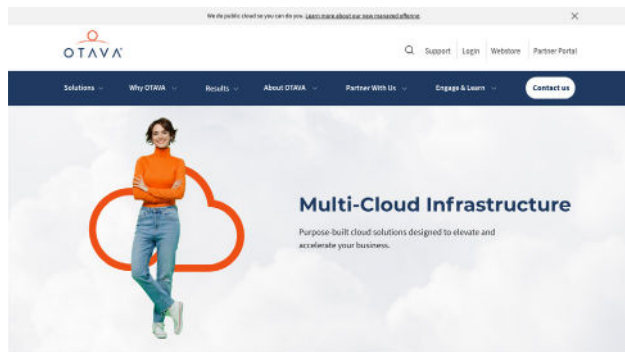 We do public cloud so you can do you. Learn more about our new managed offering.
OTAVA
Support Login Webstore Partner Portal
Solutions Why OTAVA Results About OTAVA Partner With Us Engage & Learn Contact us
Multi-Cloud Infrastructure
Purpose-built cloud solutions designed to elevate and
accelerate your business.